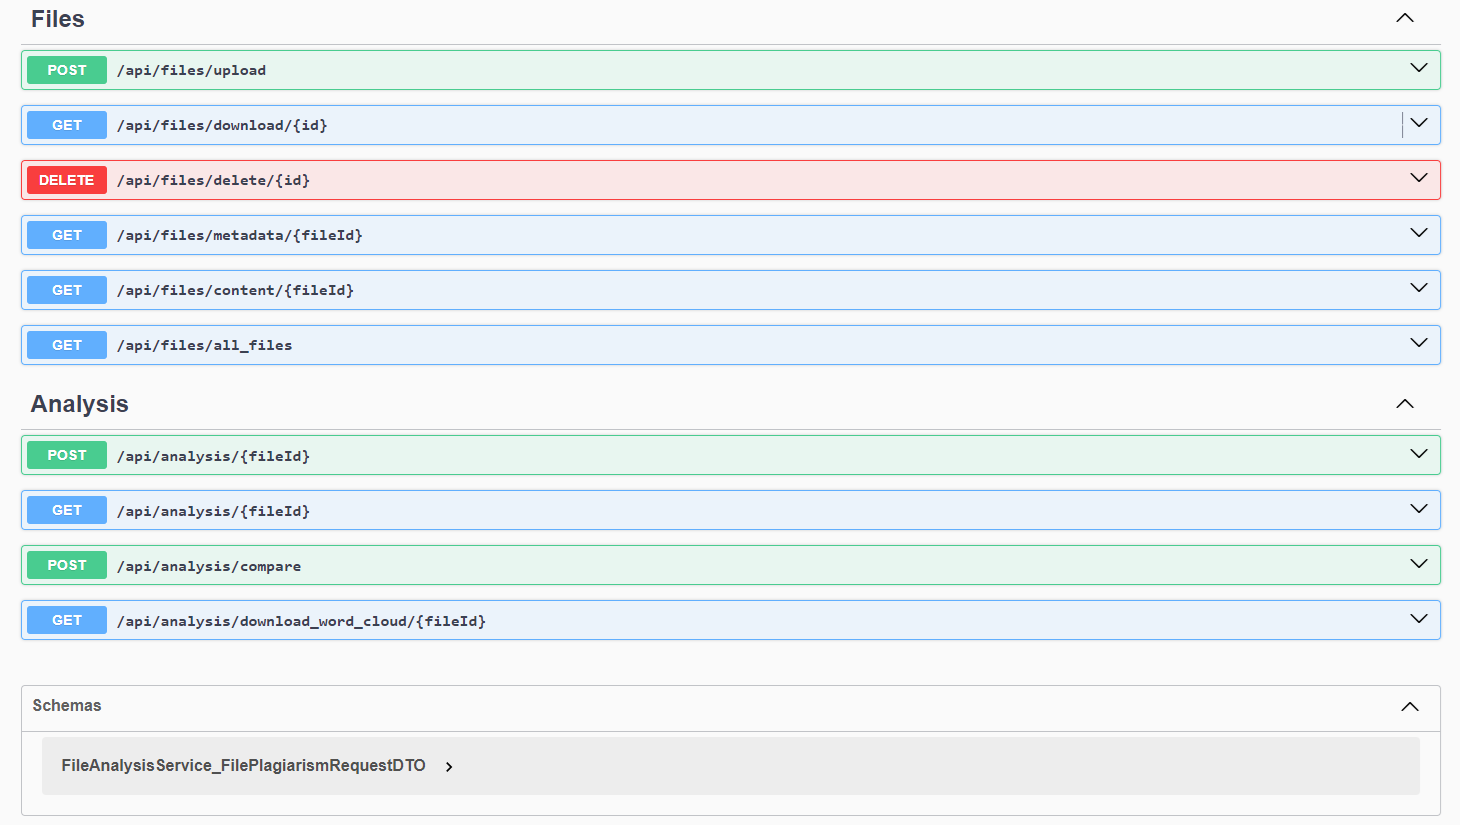 Files
POST /api/files/upload
GET /api/files/download/{id}
DELETE /api/files/delete/{id}
GET /api/files/metadata/{fileId}
GET /api/files/content/{fileId}
GET /api/files/all_files
Analysis
POST /api/analysis/{fileId}
GET /api/analysis/{fileId}
POST /api/analysis/compare
GET /api/analysis/download_word_cloud/{fileId}
Schemas
FileAnalysisService_FilePlagiarismRequestDTO